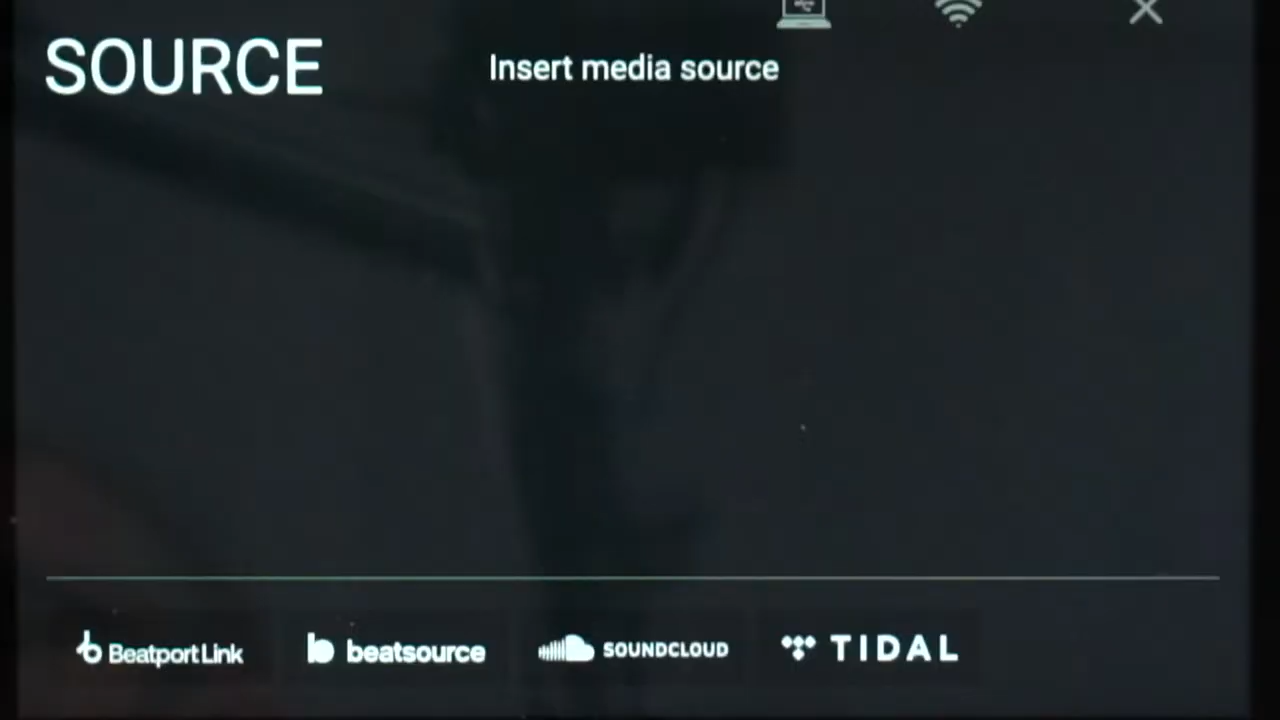 SOURCE
Insert media source
Beatport Link
beatsource
SOUNDCLOUD
TIDAL